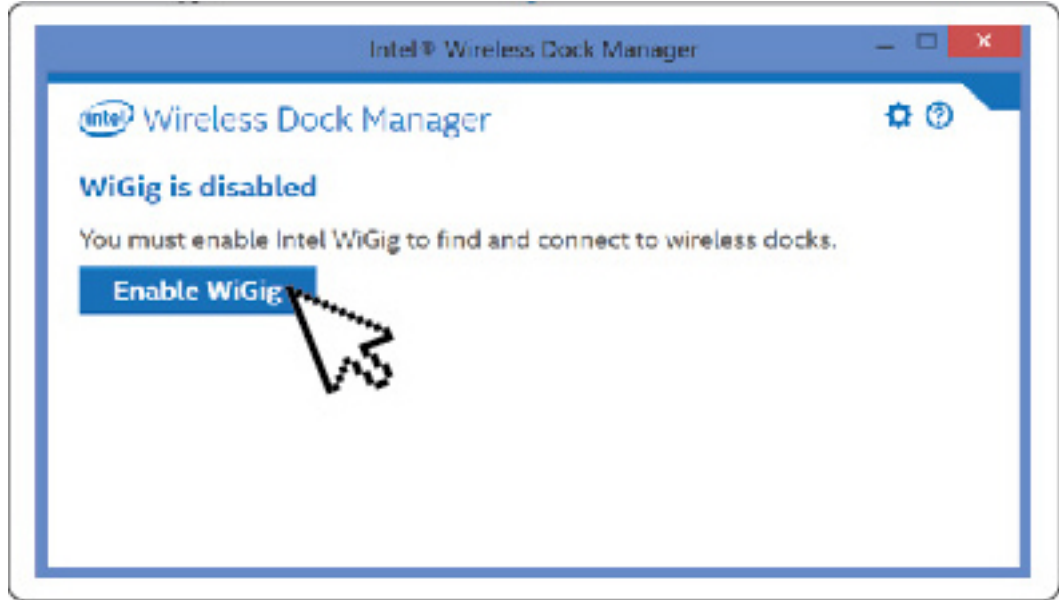 Intel® Wireless Dock Manager
intel Wireless Dock Manager
WiGig is disabled
You must enable Intel WiGig to find and connect to wireless docks.
Enable WiGig